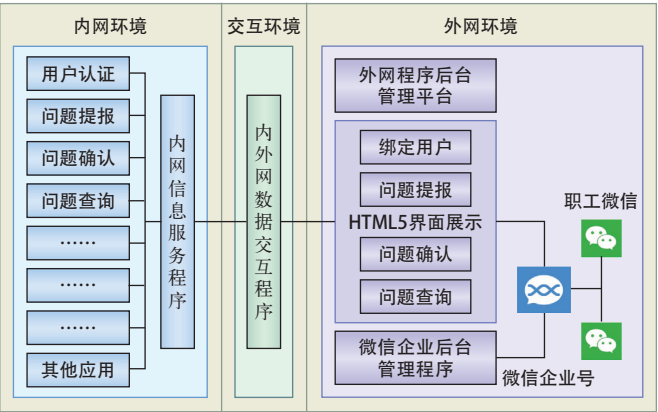 内网环境
用户认证
问题提报
问题确认
问题查询
……
……
……
其他应用
内网信息服务程序
交互环境
内外网数据交互程序
外网环境
外网程序后台
管理平台
绑定用户
问题提报
HTML5界面展示
问题确认
问题查询
微信企业后台
管理程序
职工微信
微信企业号